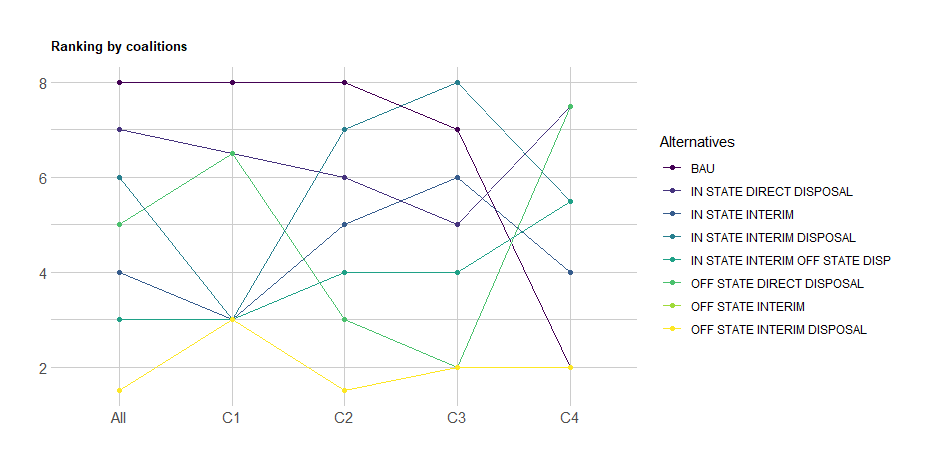 Ranking by coalitions
8
6
4
2
All C1 C2 C3 C4
Alternatives
BAU
IN STATE DIRECT DISPOSAL
IN STATE INTERIM
IN STATE INTERIM DISPOSAL
IN STATE INTERIM OFF STATE DISP
OFF STATE DIRECT DISPOSAL
OFF STATE INTERIM
OFF STATE INTERIM DISPOSAL